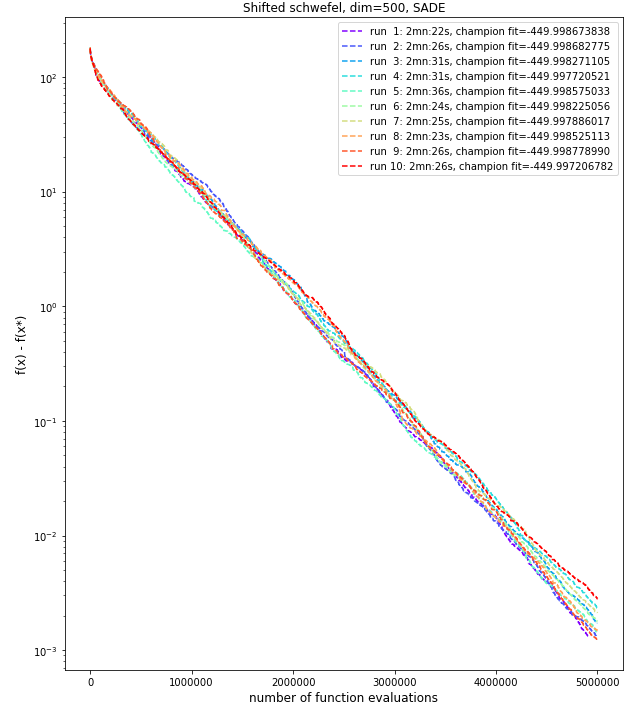 Shifted schwefel, dim=500, SADE
run  1: 2mn:22s, champion fit=-449.998673838
run  2: 2mn:26s, champion fit=-449.998682775
run  3: 2mn:31s, champion fit=-449.998271105
run  4: 2mn:31s, champion fit=-449.997720521
run  5: 2mn:36s, champion fit=-449.998575033
run  6: 2mn:24s, champion fit=-449.998225056
run  7: 2mn:25s, champion fit=-449.997886017
run  8: 2mn:23s, champion fit=-449.998525113
run  9: 2mn:26s, champion fit=-449.998778990
run 10: 2mn:26s, champion fit=-449.997206782
f(x) - f(x*)
10²
10¹
10⁰
10⁻¹
10⁻²
10⁻³
0 1000000 2000000 3000000 4000000 5000000
number of function evaluations